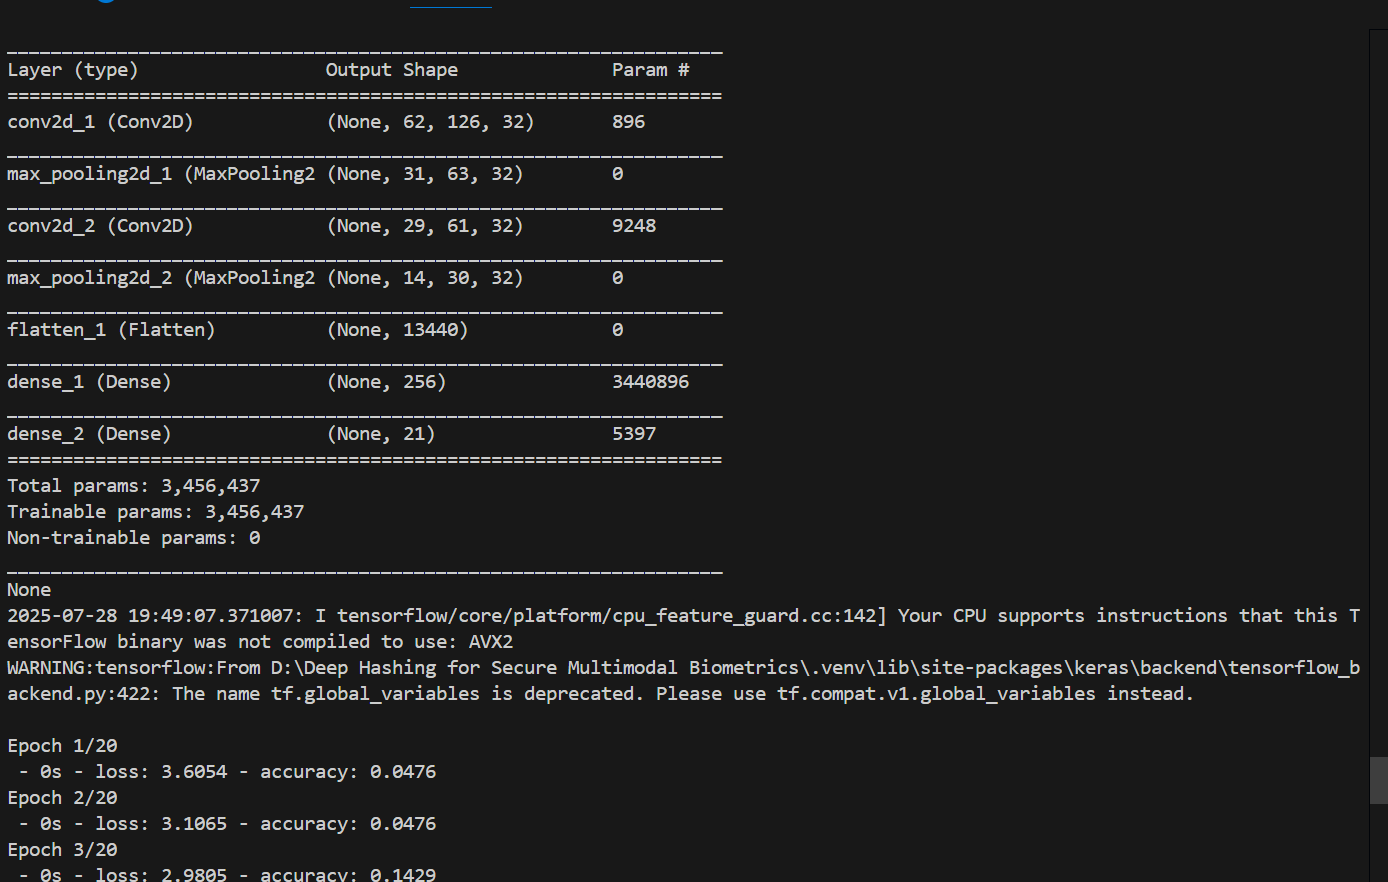 _________________________________________________________________
Layer (type)                 Output Shape              Param #
=================================================================
conv2d_1 (Conv2D)            (None, 62, 126, 32)       896
_________________________________________________________________
max_pooling2d_1 (MaxPooling2 (None, 31, 63, 32)        0
_________________________________________________________________
conv2d_2 (Conv2D)            (None, 29, 61, 32)        9248
_________________________________________________________________
max_pooling2d_2 (MaxPooling2 (None, 14, 30, 32)        0
_________________________________________________________________
flatten_1 (Flatten)          (None, 13440)             0
_________________________________________________________________
dense_1 (Dense)              (None, 256)               3440896
_________________________________________________________________
dense_2 (Dense)              (None, 21)                5397
=================================================================
Total params: 3,456,437
Trainable params: 3,456,437
Non-trainable params: 0
_________________________________________________________________
None
2025-07-28 19:49:07.371007: I tensorflow/core/platform/cpu_feature_guard.cc:142] Your CPU supports instructions that this T
ensorFlow binary was not compiled to use: AVX2
WARNING:tensorflow:From D:\Deep Hashing for Secure Multimodal Biometrics\.venv\lib\site-packages\keras\backend\tensorflow_b
ackend.py:422: The name tf.global_variables is deprecated. Please use tf.compat.v1.global_variables instead.

Epoch 1/20
 - 0s - loss: 3.6054 - accuracy: 0.0476
Epoch 2/20
 - 0s - loss: 3.1065 - accuracy: 0.0476
Epoch 3/20
 - 0s - loss: 2.9805 - accuracy: 0.1429